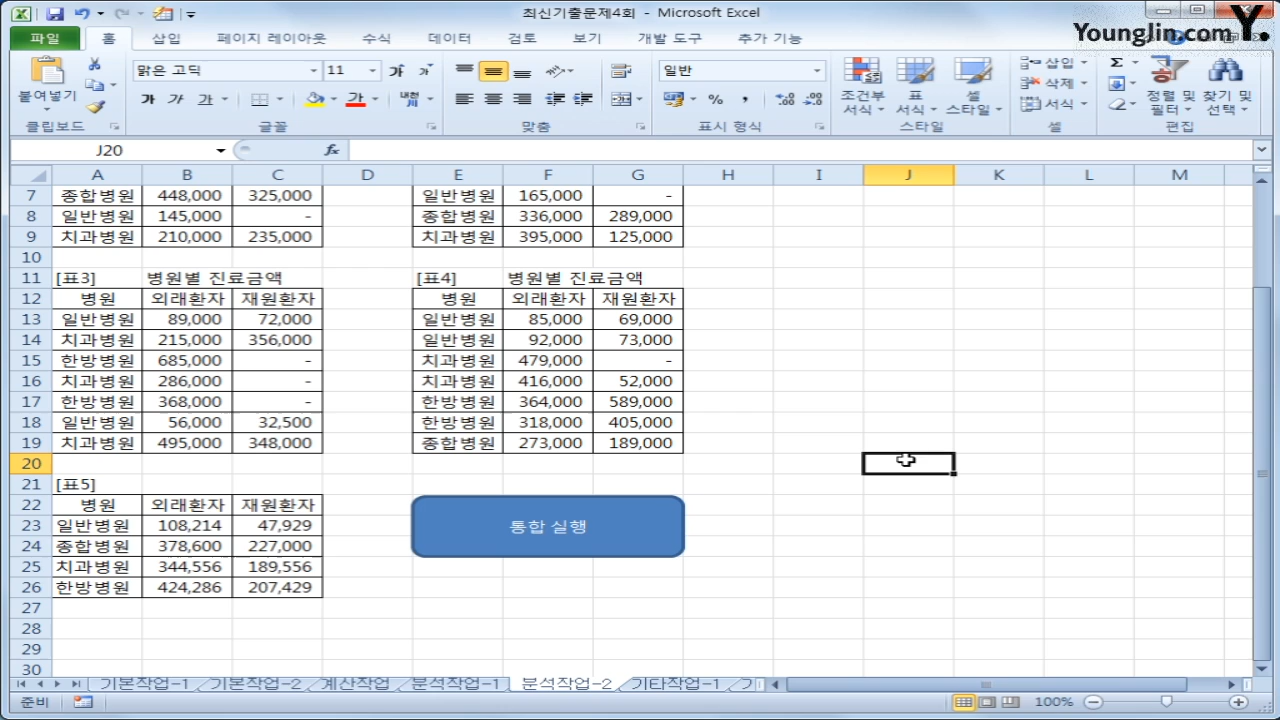 최신기출문제4회 - Microsoft Excel
YoungJin.com Y.
파일 홈 삽입 페이지 레이아웃 수식 데이터 검토 보기 개발 도구 추가 기능
붙여넣기 맑은 고딕 11 가 가 일반 조건부 서식 표 서식 셀 스타일 삽입 삭제 서식 정렬 및 필터 찾기 및 선택
가 가 가 가 % ,
클립보드 글꼴 맞춤 표시 형식 스타일 셀 편집
J20 fx
A B C D E F G H I J K L M
7 종합병원 448,000 325,000 일반병원 165,000 -
8 일반병원 145,000 - 종합병원 336,000 289,000
9 치과병원 210,000 235,000 치과병원 395,000 125,000
10
11 [표3] 병원별 진료금액 [표4] 병원별 진료금액
12 병원 외래환자 재원환자 병원 외래환자 재원환자
13 일반병원 89,000 72,000 일반병원 85,000 69,000
14 치과병원 215,000 356,000 일반병원 92,000 73,000
15 한방병원 685,000 - 치과병원 479,000 -
16 치과병원 286,000 - 치과병원 416,000 52,000
17 한방병원 368,000 - 한방병원 364,000 589,000
18 일반병원 56,000 32,500 한방병원 318,000 405,000
19 치과병원 495,000 348,000 종합병원 273,000 189,000
20
21 [표5]
22 병원 외래환자 재원환자
23 일반병원 108,214 47,929 통합 실행
24 종합병원 378,600 227,000
25 치과병원 344,556 189,556
26 한방병원 424,286 207,429
27
28
29
30
기본작업-1 기본작업-2 계산작업 분석작업-1 분석작업-2 기타작업-1
준비 100%